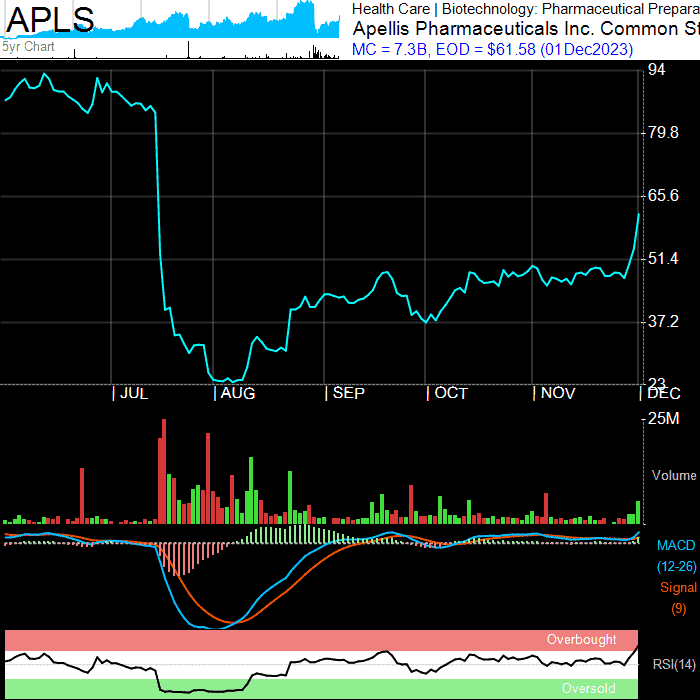 APLS
5yr Chart
Health Care | Biotechnology: Pharmaceutical Prepara
Apellis Pharmaceuticals Inc. Common St
MC = 7.3B, EOD = $61.58 (01Dec2023)
94
79.8
65.6
51.4
37.2
23
JUL AUG SEP OCT NOV DEC
25M
Volume
MACD
(12-26)
Signal
(9)
Overbought
RSI(14)
Oversold